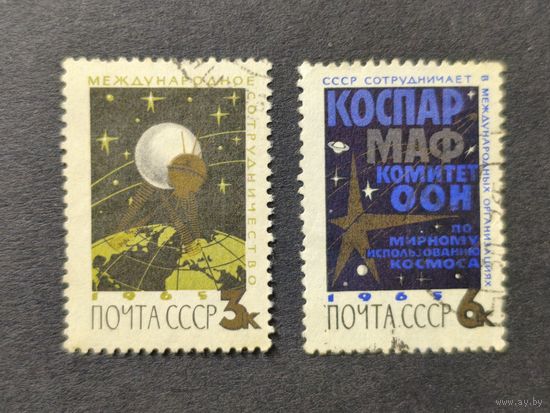 МЕЖДУНАРОДНОЕ
СОТРУДНИЧЕСТВО
1965
ПОЧТА СССР 3к
СССР СОТРУДНИЧАЕТ
В МЕЖДУНАРОДНЫХ ОРГАНИЗАЦИЯХ
КОСПАР
МАФ
КОМИТЕТ
ООН
ПО
МИРНОМУ
ИСПОЛЬЗОВАНИЮ
КОСМОСА
1965
ПОЧТА СССР 6к
www.ay.by